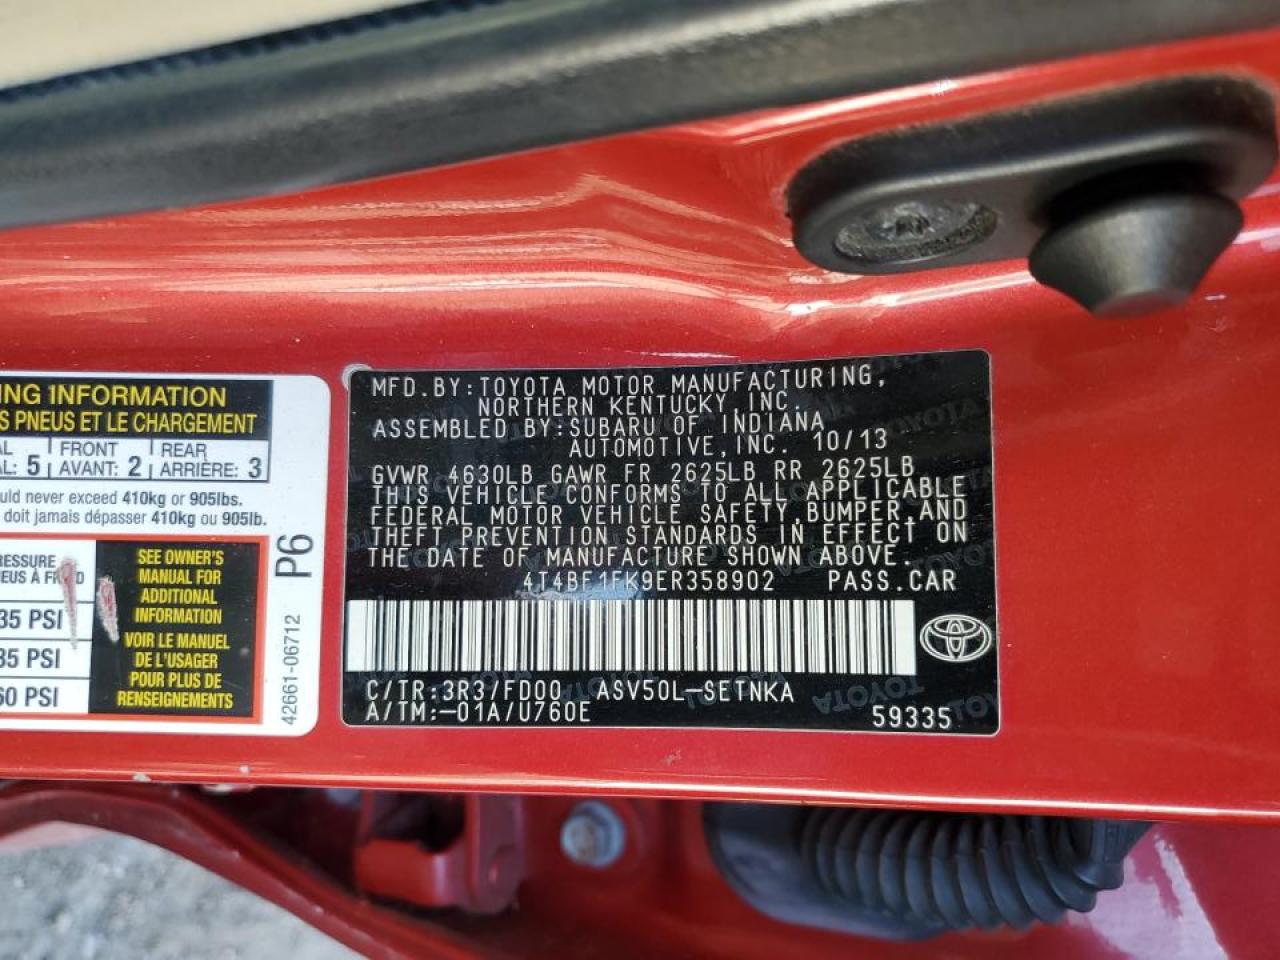 ING INFORMATION
S PNEUS ET LE CHARGEMENT
AL FRONT REAR
AL: 5 AVANT: 2 ARRIÈRE: 3
uld never exceed 410kg or 905lbs.
doit jamais dépasser 410kg ou 905lb.
RESSURE
35 PSI
35 PSI
60 PSI
SEE OWNER'S
MANUAL FOR
ADDITIONAL
INFORMATION
VOIR LE MANUEL
DE L'USAGER
POUR PLUS DE
RENSEIGNEMENTS
P6
42661-06712
MFD.BY:TOYOTA MOTOR MANUFACTURING,
NORTHERN KENTUCKY,INC.
ASSEMBLED BY:SUBARU OF INDIANA
AUTOMOTIVE,INC. 10/13
GVWR 4630LB GAWR FR 2625LB RR 2625LB
THIS VEHICLE CONFORMS TO ALL APPLICABLE
FEDERAL MOTOR VEHICLE SAFETY,BUMPER,AND
THEFT PREVENTION STANDARDS IN EFFECT ON
THE DATE OF MANUFACTURE SHOWN ABOVE.
4T4BF1FK9ER358902 PASS.CAR
C/TR:3R3/FD00 ASV50L-SETNKA
A/TM:-01A/U760E
59335